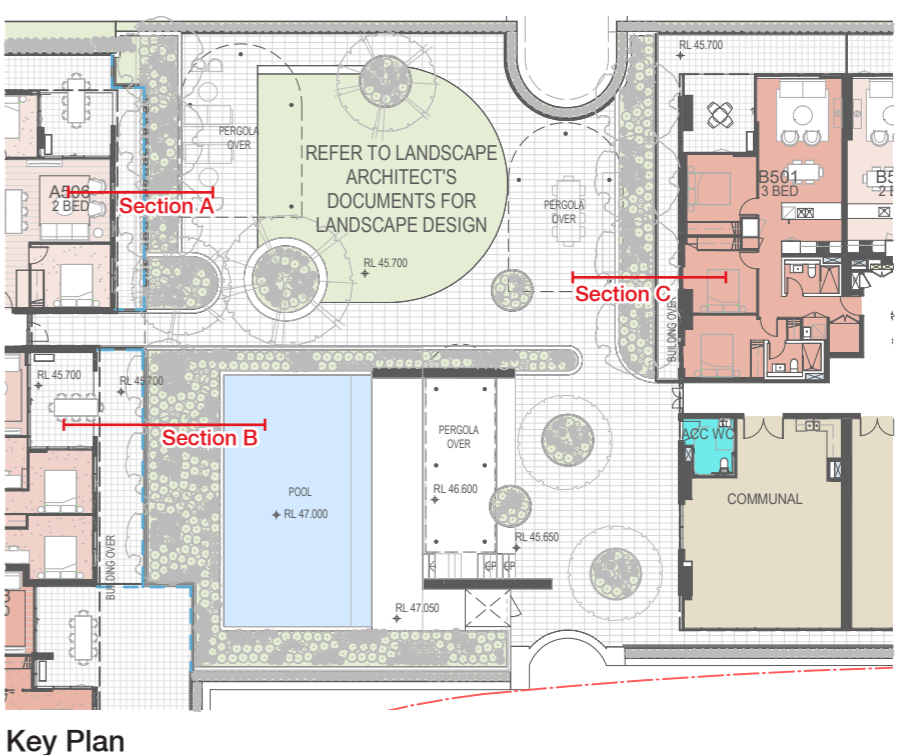 RL 45.700
PERGOLA
OVER
REFER TO LANDSCAPE
ARCHITECT'S
DOCUMENTS FOR
LANDSCAPE DESIGN
RL 45.700
A506
2 BED
Section A
PERGOLA
OVER
B501
3 BED
Section C
BUILDING OVER
RL 45.700
RL 45.700
Section B
BUILDING OVER
POOL
RL 47.000
PERGOLA
OVER
RL 46.600
RL 45.650
RL 47.050
ACC WC
COMMUNAL
Key Plan